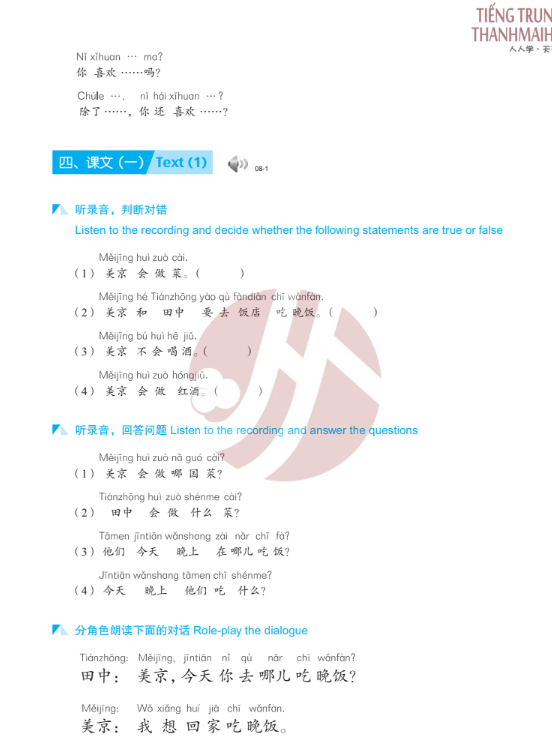 TIẾNG TRUN
THANHMAIH
人人学·
Nǐ xǐhuan … ma?
你 喜欢 ……吗?
Chúle …, nǐ hái xǐhuan … ?
除了 ……, 你 还 喜欢 ……?
四、课文 (一) Text (1)
08-1
听录音，判断对错
Listen to the recording and decide whether the following statements are true or false
Měijīng huì zuò cài.
(1) 美京 会 做 菜。( )
Měijīng hé Tiánzhōng yào qù fàndiàn chī wǎnfàn.
(2) 美京 和 田中 要 去 饭店 吃 晚饭。( )
Měijīng bú huì hē jiǔ.
(3) 美京 不 会 喝 酒。( )
Měijīng huì zuò hóngjiǔ.
(4) 美京 会 做 红酒。( )
听录音，回答问题 Listen to the recording and answer the questions
Měijīng huì zuò nǎ guó cài?
(1) 美京 会 做 哪 国 菜?
Tiánzhōng huì zuò shénme cài?
(2) 田中 会 做 什么 菜?
Tāmen jīntiān wǎnshang zài nǎr chī fà?
(3) 他们 今天 晚上 在 哪儿 吃 饭?
Jīntiān wǎnshang tāmen chī shénme?
(4) 今天 晚上 他们 吃 什么?
分角色朗读下面的对话 Role-play the dialogue
Tiánzhōng: Měijīng, jīntiān nǐ qù nǎr chī wǎnfàn?
田中： 美京, 今天 你 去 哪儿 吃 晚饭?
Měijīng: Wǒ xiǎng huí jiā chī wǎnfàn.
美京： 我 想 回 家 吃 晚饭。